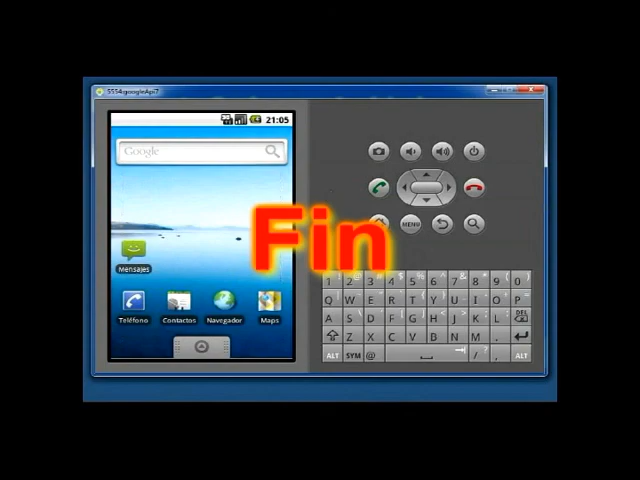 5554:googleApi7
21:05
Google
Fin
Mensajes
Teléfono Contactos Navegador Maps
MENU
1 ! 2 @ 3 # 4 $ 5 % 6 ^ 7 & 8 * 9 ( 0 )
Q W E R T Y U I O P
A S D F G H J K L DEL
Z X C V B N M .
ALT SYM @ / ? , ALT